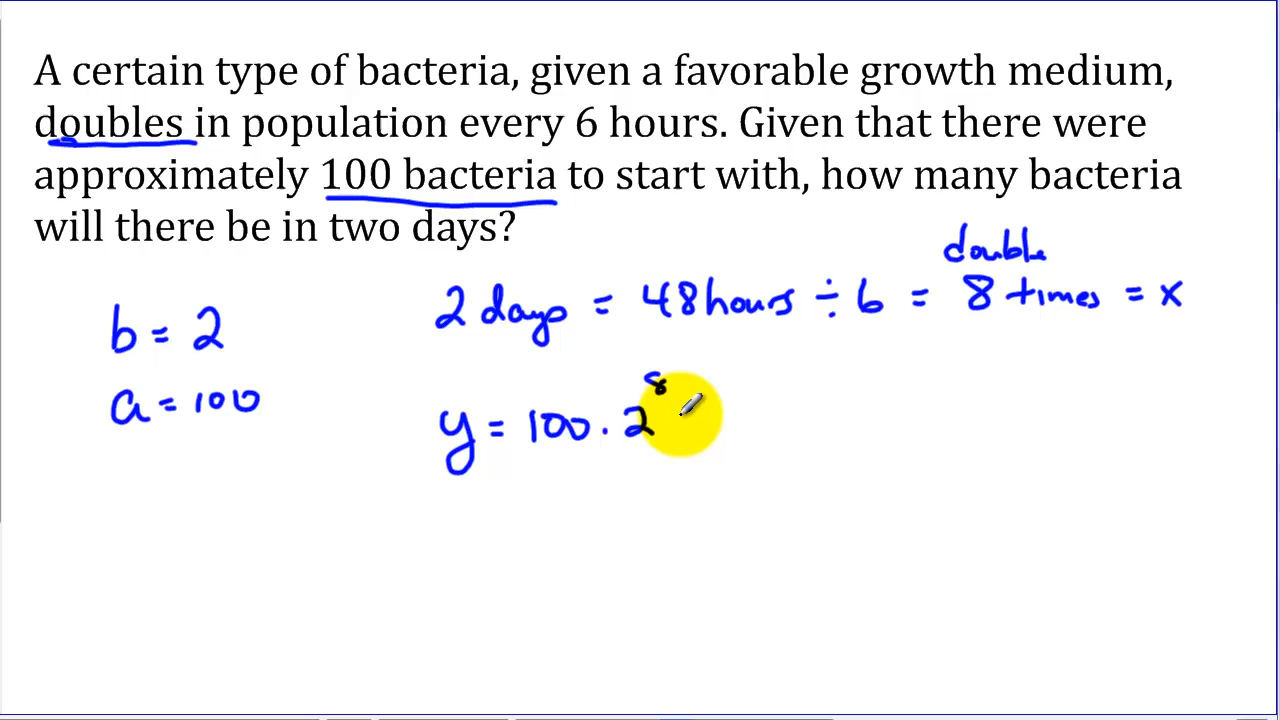 A certain type of bacteria, given a favorable growth medium,
doubles in population every 6 hours. Given that there were
approximately 100 bacteria to start with, how many bacteria
will there be in two days?
double
2 days = 48 hours ÷ 6 = 8 times = x
b = 2
a = 100
y = 100 · 2⁸